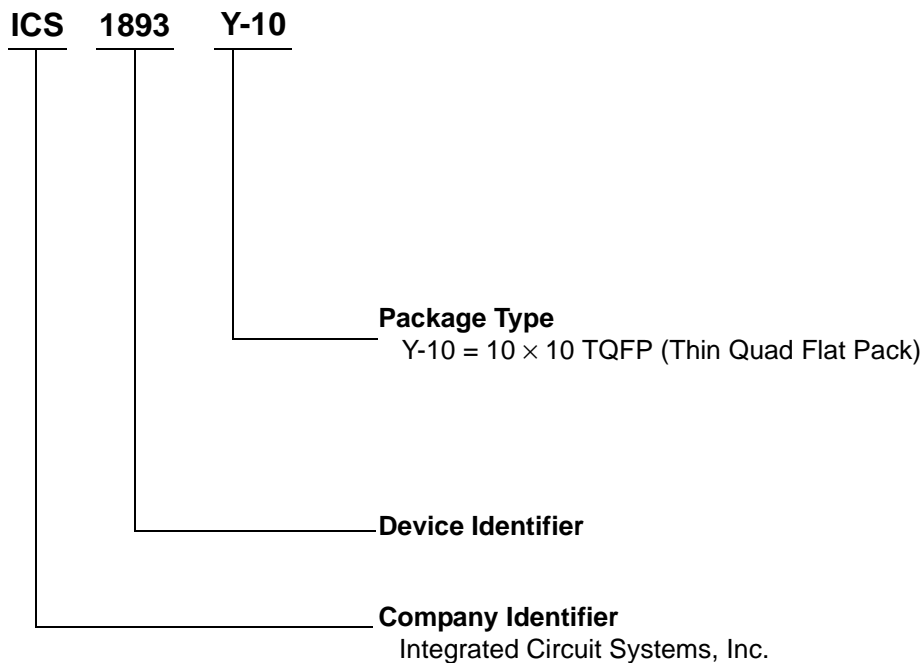 ICS 1893 Y-10
Package Type
Y-10 = 10 × 10 TQFP (Thin Quad Flat Pack)
Device Identifier
Company Identifier
Integrated Circuit Systems, Inc.